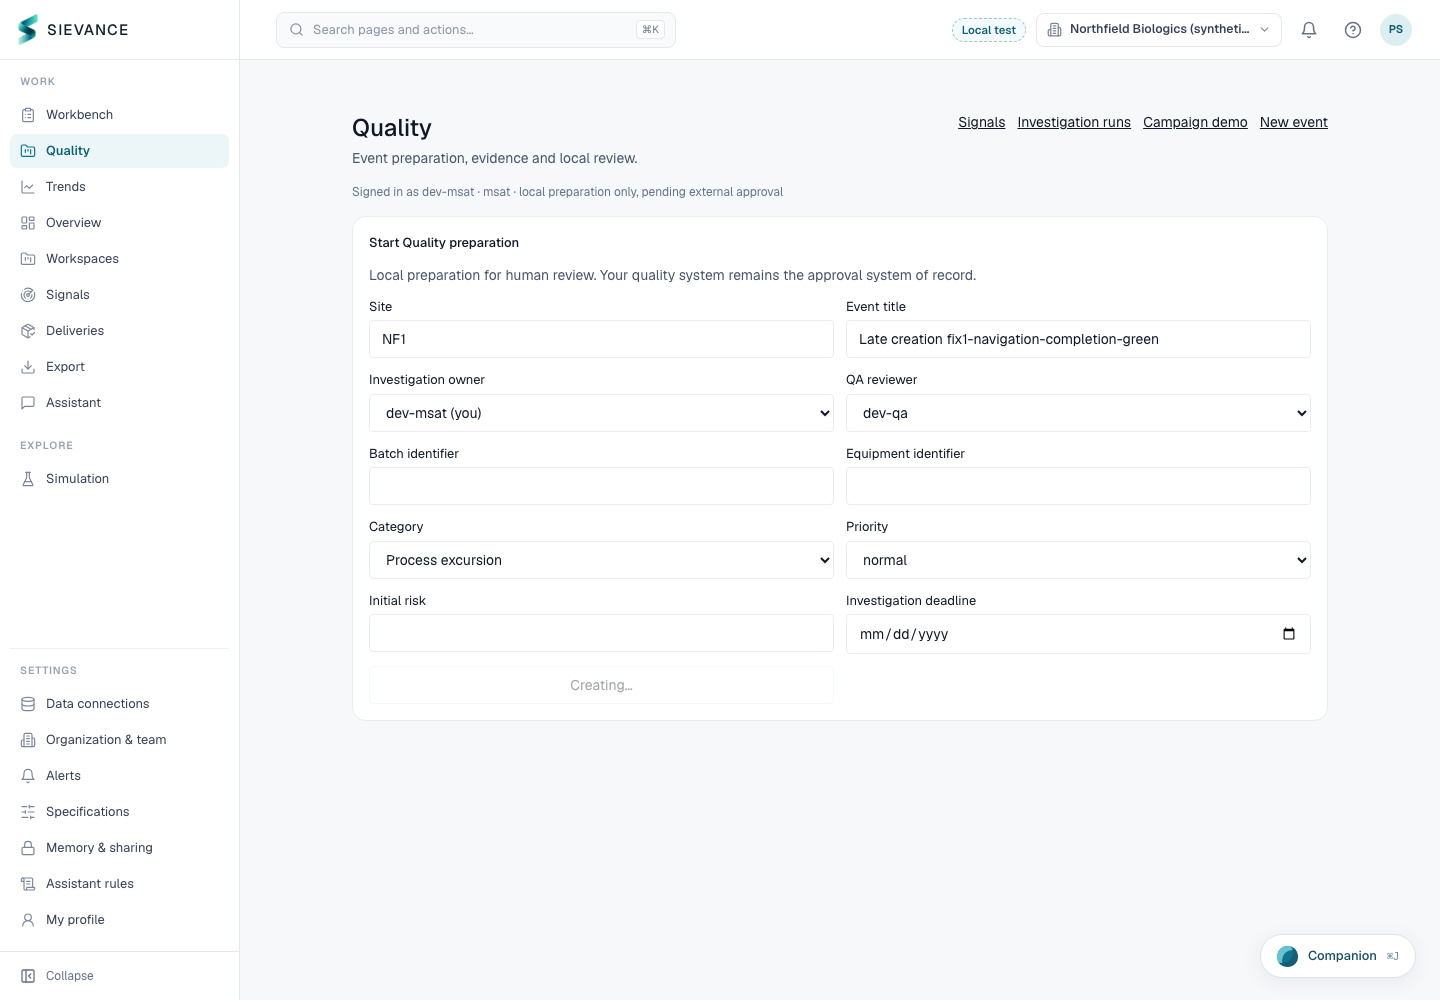 SIEVANCE
Search pages and actions...
⌘K
Local test
Northfield Biologics (syntheti...
PS
WORK
Workbench
Quality
Trends
Overview
Workspaces
Signals
Deliveries
Export
Assistant
EXPLORE
Simulation
SETTINGS
Data connections
Organization & team
Alerts
Specifications
Memory & sharing
Assistant rules
My profile
Collapse
Quality
Signals Investigation runs Campaign demo New event
Event preparation, evidence and local review.
Signed in as dev-msat · msat · local preparation only, pending external approval
Start Quality preparation
Local preparation for human review. Your quality system remains the approval system of record.
Site
NF1
Event title
Late creation fix1-navigation-completion-green
Investigation owner
dev-msat (you)
QA reviewer
dev-qa
Batch identifier
Equipment identifier
Category
Process excursion
Priority
normal
Initial risk
Investigation deadline
mm/dd/yyyy
Creating...
Companion ⌘J